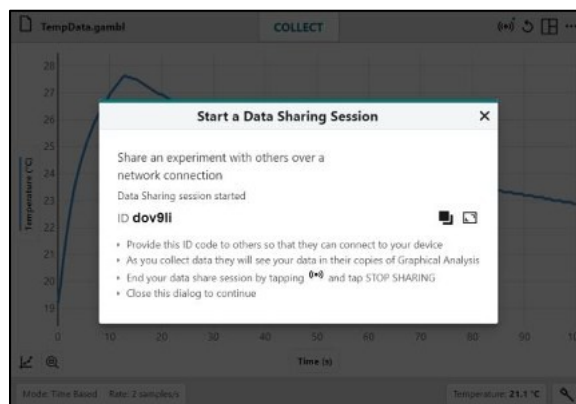 TempData.gambl
COLLECT
28
27
26
25
24
23
22
21
20
19
Temperature (°C)
Start a Data Sharing Session
Share an experiment with others over a
network connection
Data Sharing session started
ID dov9li
• Provide this ID code to others so that they can connect to your device
• As you collect data they will see your data in their copies of Graphical Analysis
• End your data share session by tapping and tap STOP SHARING
• Close this dialog to continue
0 10 20 30 40 50 60 70 80 90 100
Time (s)
Mode: Time Based Rate: 2 samples/s
Temperature: 21.1 °C